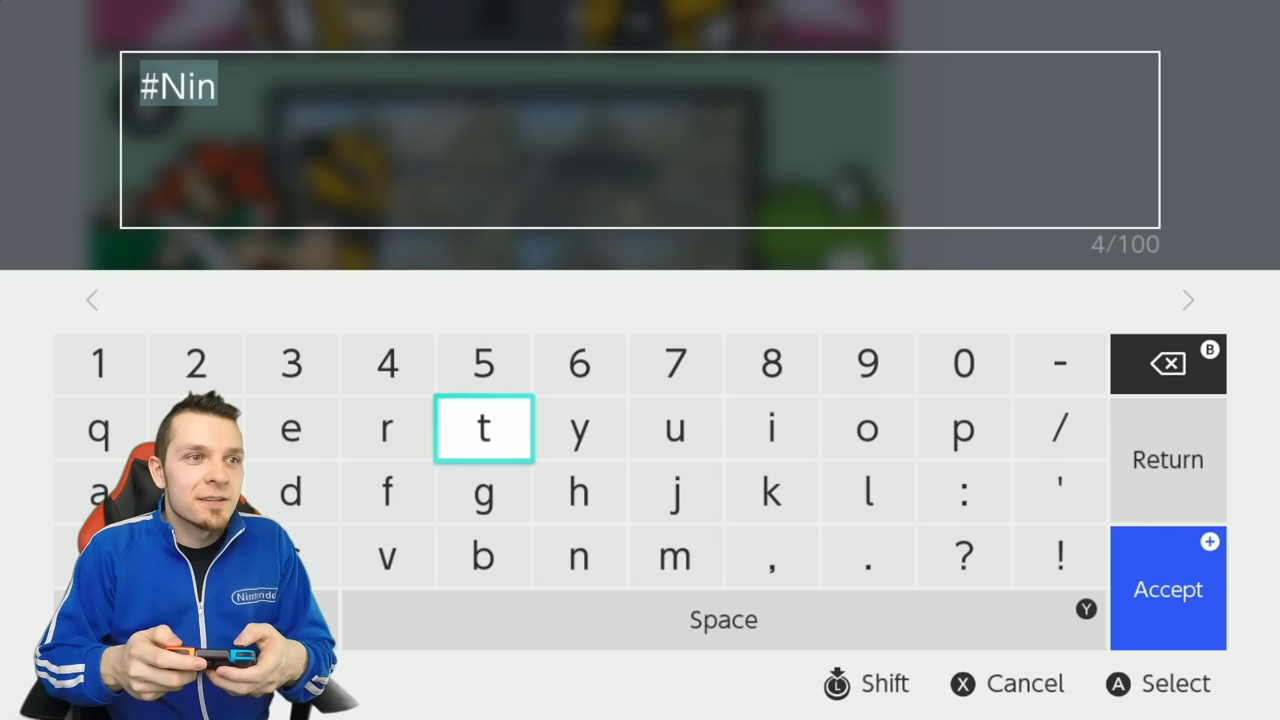 #Nin
4/100
1 2 3 4 5 6 7 8 9 0 -
q e r t y u i o p /
Return
a d f g h j k l : '
v b n m , . ? !
Accept
Space
Nintendo
Shift Cancel Select
B
+
Y
L X A